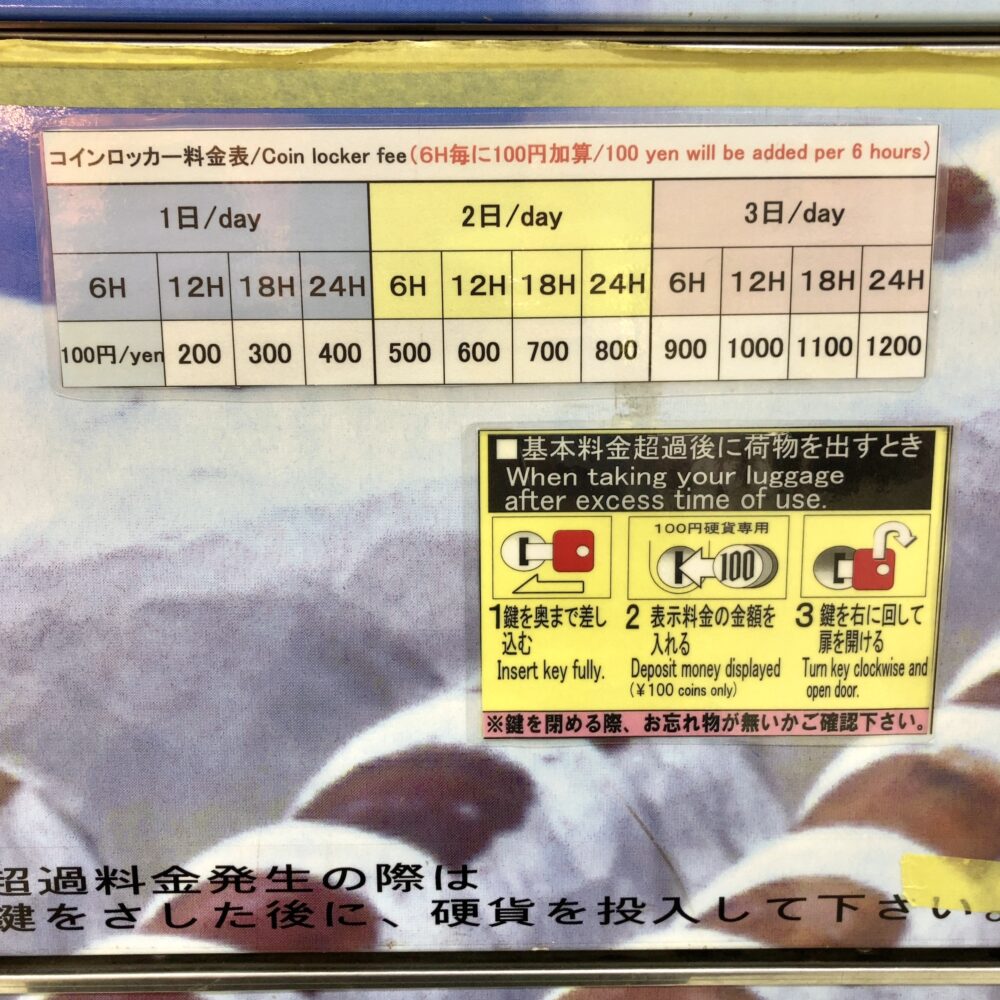 コインロッカー料金表/Coin locker fee(6H毎に100円加算/100 yen will be added per 6 hours)
1日/day 2日/day 3日/day
6H 12H 18H 24H 6H 12H 18H 24H 6H 12H 18H 24H
100円/yen 200 300 400 500 600 700 800 900 1000 1100 1200
■基本料金超過後に荷物を出すとき
When taking your luggage
after excess time of use.
100円硬貨専用
100
1鍵を奥まで差し
込む
Insert key fully.
2 表示料金の金額を
入れる
Deposit money displayed
(¥100 coins only)
3 鍵を右に回して
扉を開ける
Turn key clockwise and
open door.
※鍵を閉める際、お忘れ物が無いかご確認下さい。
超過料金発生の際は
鍵をさした後に、硬貨を投入して下さい